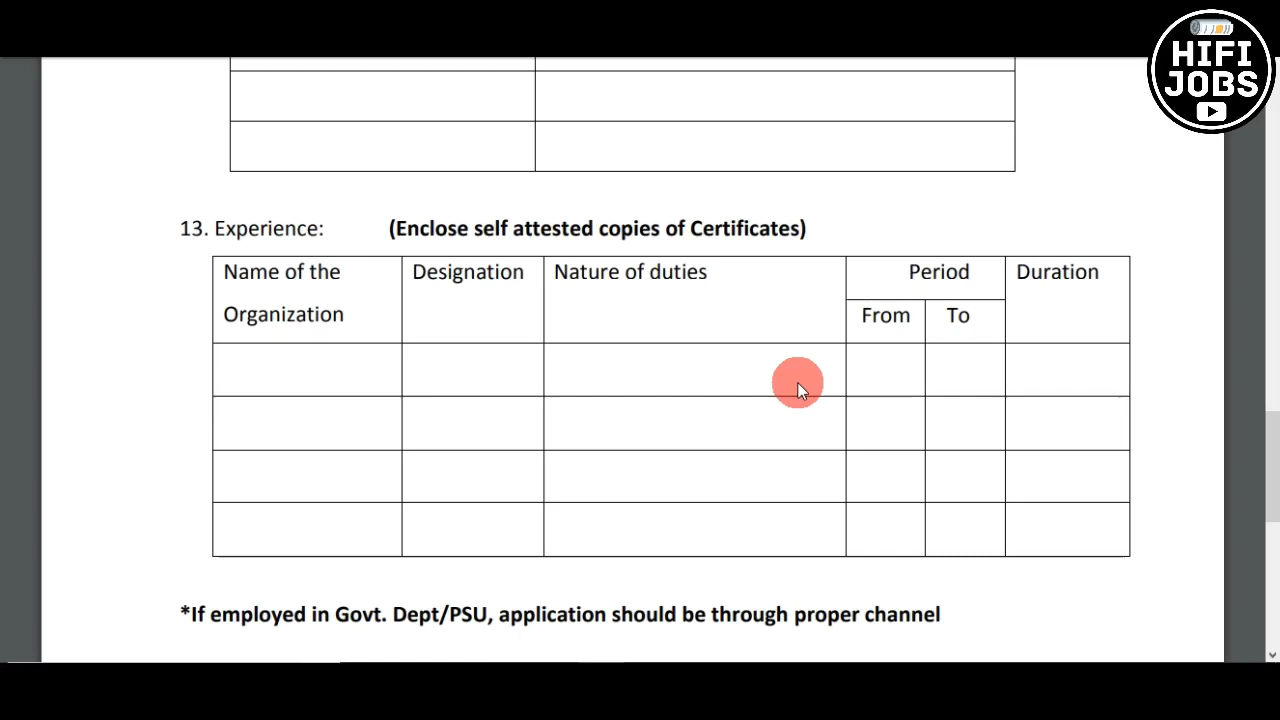 HIFI
JOBS
13. Experience: (Enclose self attested copies of Certificates)
Name of the Organization Designation Nature of duties Period Duration
From To
*If employed in Govt. Dept/PSU, application should be through proper channel